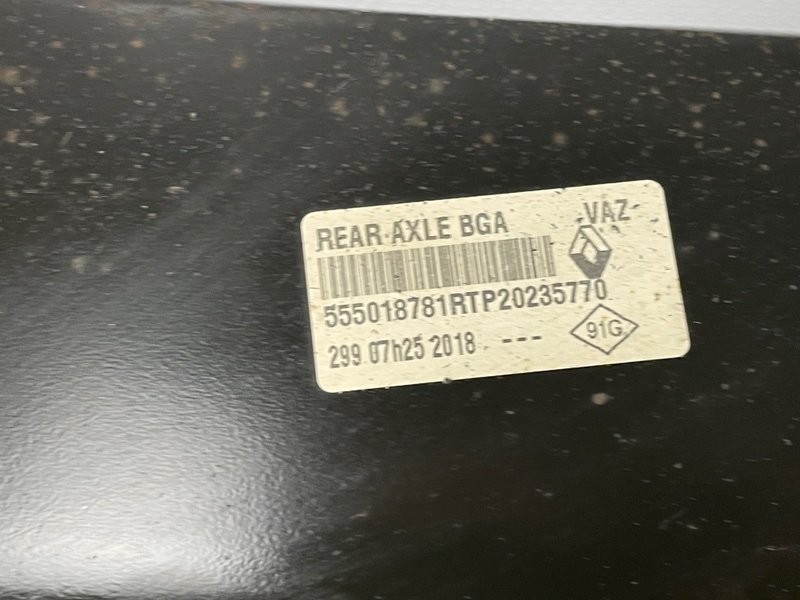 REAR AXLE BGA
VAZ
555018781RTP20235770
299 07h25 2018 ---
91G